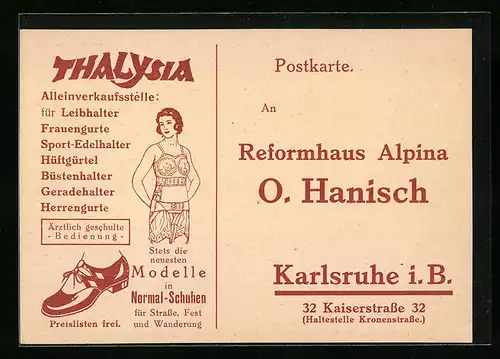 THALYSIA
Alleinverkaufsstelle:
für Leibhalter
Frauengurte
Sport-Edelhalter
Hüftgürtel
Büstenhalter
Geradehalter
Herrengurte
Ärztlich geschulte
- Bedienung -
Stets die
neuesten
Modelle
in
Normal-Schuhen
für Straße, Fest
und Wanderung
Preislisten frei.
Postkarte.
An
Reformhaus Alpina
O. Hanisch
Karlsruhe i. B.
32 Kaiserstraße 32
(Haltestelle Kronenstraße.)